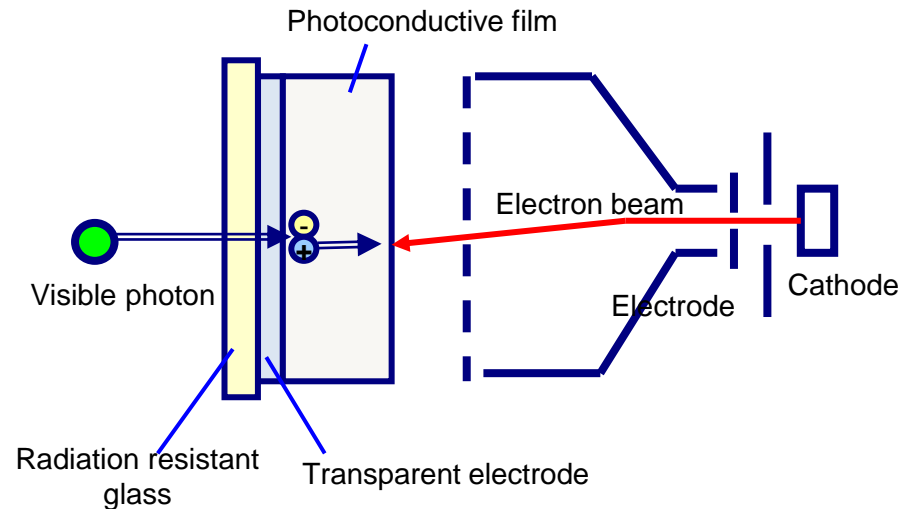 Photoconductive film
Electron beam
-
+
Visible photon
Electrode
Cathode
Radiation resistant
glass
Transparent electrode